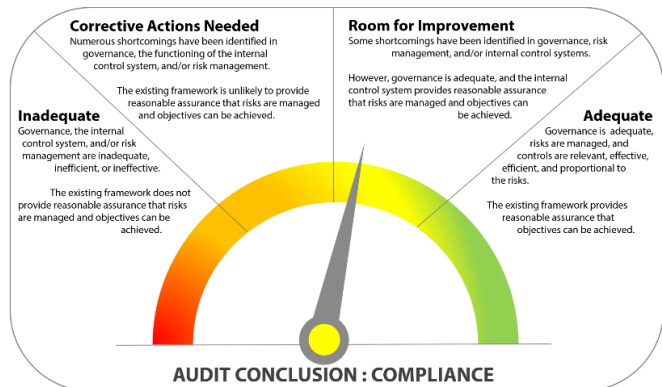 Corrective Actions Needed
Numerous shortcomings have been identified in
governance, the functioning of the internal
control system, and/or risk management.
The existing framework is unlikely to provide
reasonable assurance that risks are managed
and objectives can be achieved.
Room for Improvement
Some shortcomings have been identified in governance, risk
management, and/or internal control systems.
However, governance is adequate, and the internal
control system provides reasonable assurance
that risks are managed and objectives can
be achieved.
Inadequate
Governance, the internal
control system, and/or risk
management are inadequate,
inefficient, or ineffective.
The existing framework does not
provide reasonable assurance that risks
are managed and objectives can be
achieved.
Adequate
Governance is adequate,
risks are managed, and
controls are relevant, effective,
efficient, and proportional to
the risks.
The existing framework provides
reasonable assurance that
objectives can be achieved.
AUDIT CONCLUSION : COMPLIANCE